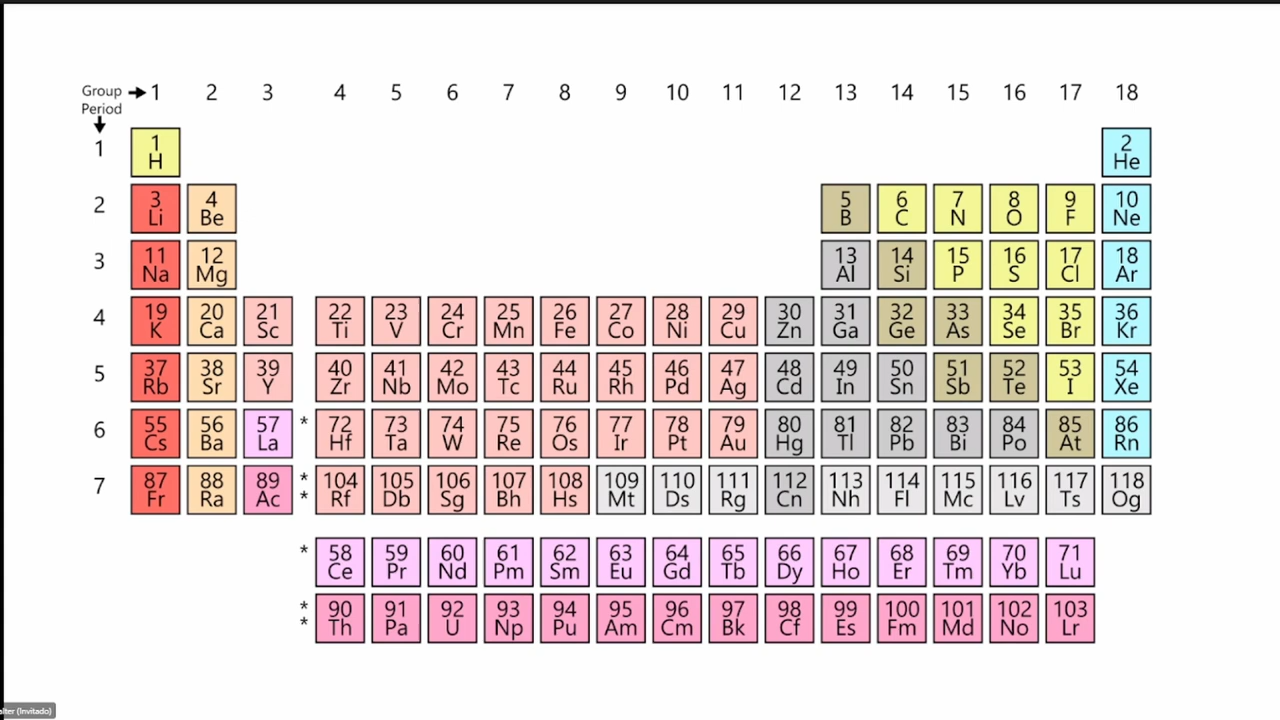 Group → 1 2 3 4 5 6 7 8 9 10 11 12 13 14 15 16 17 18
Period
1 1 2
H He
2 3 4 5 6 7 8 9 10
Li Be B C N O F Ne
3 11 12 13 14 15 16 17 18
Na Mg Al Si P S Cl Ar
4 19 20 21 22 23 24 25 26 27 28 29 30 31 32 33 34 35 36
K Ca Sc Ti V Cr Mn Fe Co Ni Cu Zn Ga Ge As Se Br Kr
5 37 38 39 40 41 42 43 44 45 46 47 48 49 50 51 52 53 54
Rb Sr Y Zr Nb Mo Tc Ru Rh Pd Ag Cd In Sn Sb Te I Xe
6 55 56 57 * 72 73 74 75 76 77 78 79 80 81 82 83 84 85 86
Cs Ba La Hf Ta W Re Os Ir Pt Au Hg Tl Pb Bi Po At Rn
7 87 88 89 * 104 105 106 107 108 109 110 111 112 113 114 115 116 117 118
Fr Ra Ac * Rf Db Sg Bh Hs Mt Ds Rg Cn Nh Fl Mc Lv Ts Og
* 58 59 60 61 62 63 64 65 66 67 68 69 70 71
Ce Pr Nd Pm Sm Eu Gd Tb Dy Ho Er Tm Yb Lu
* 90 91 92 93 94 95 96 97 98 99 100 101 102 103
* Th Pa U Np Pu Am Cm Bk Cf Es Fm Md No Lr
(Invitado)